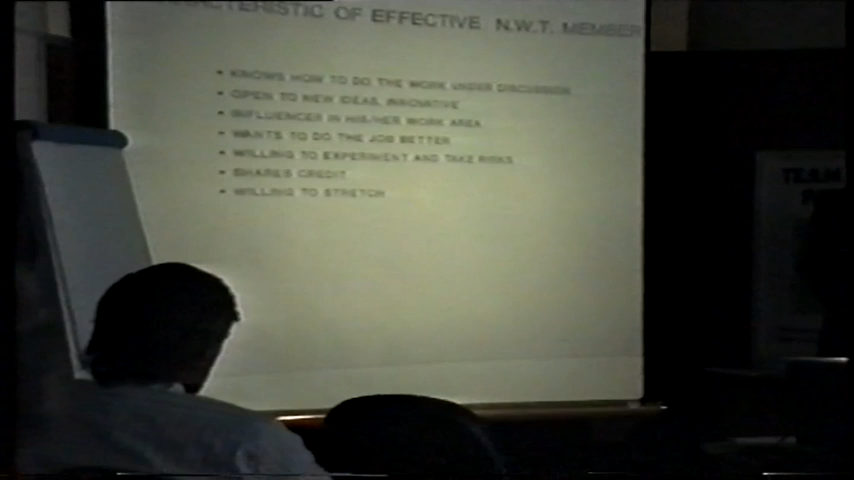 CHARACTERISTIC OF EFFECTIVE N.W.T. MEMBER
• KNOWS HOW TO DO THE WORK UNDER DISCUSSION
• OPEN TO NEW IDEAS, INNOVATIVE
• INFLUENCER IN HIS/HER WORK AREA
• WANTS TO DO THE JOB BETTER
• WILLING TO EXPERIMENT AND TAKE RISKS
• SHARES CREDIT
• WILLING TO STRETCH
TEAM